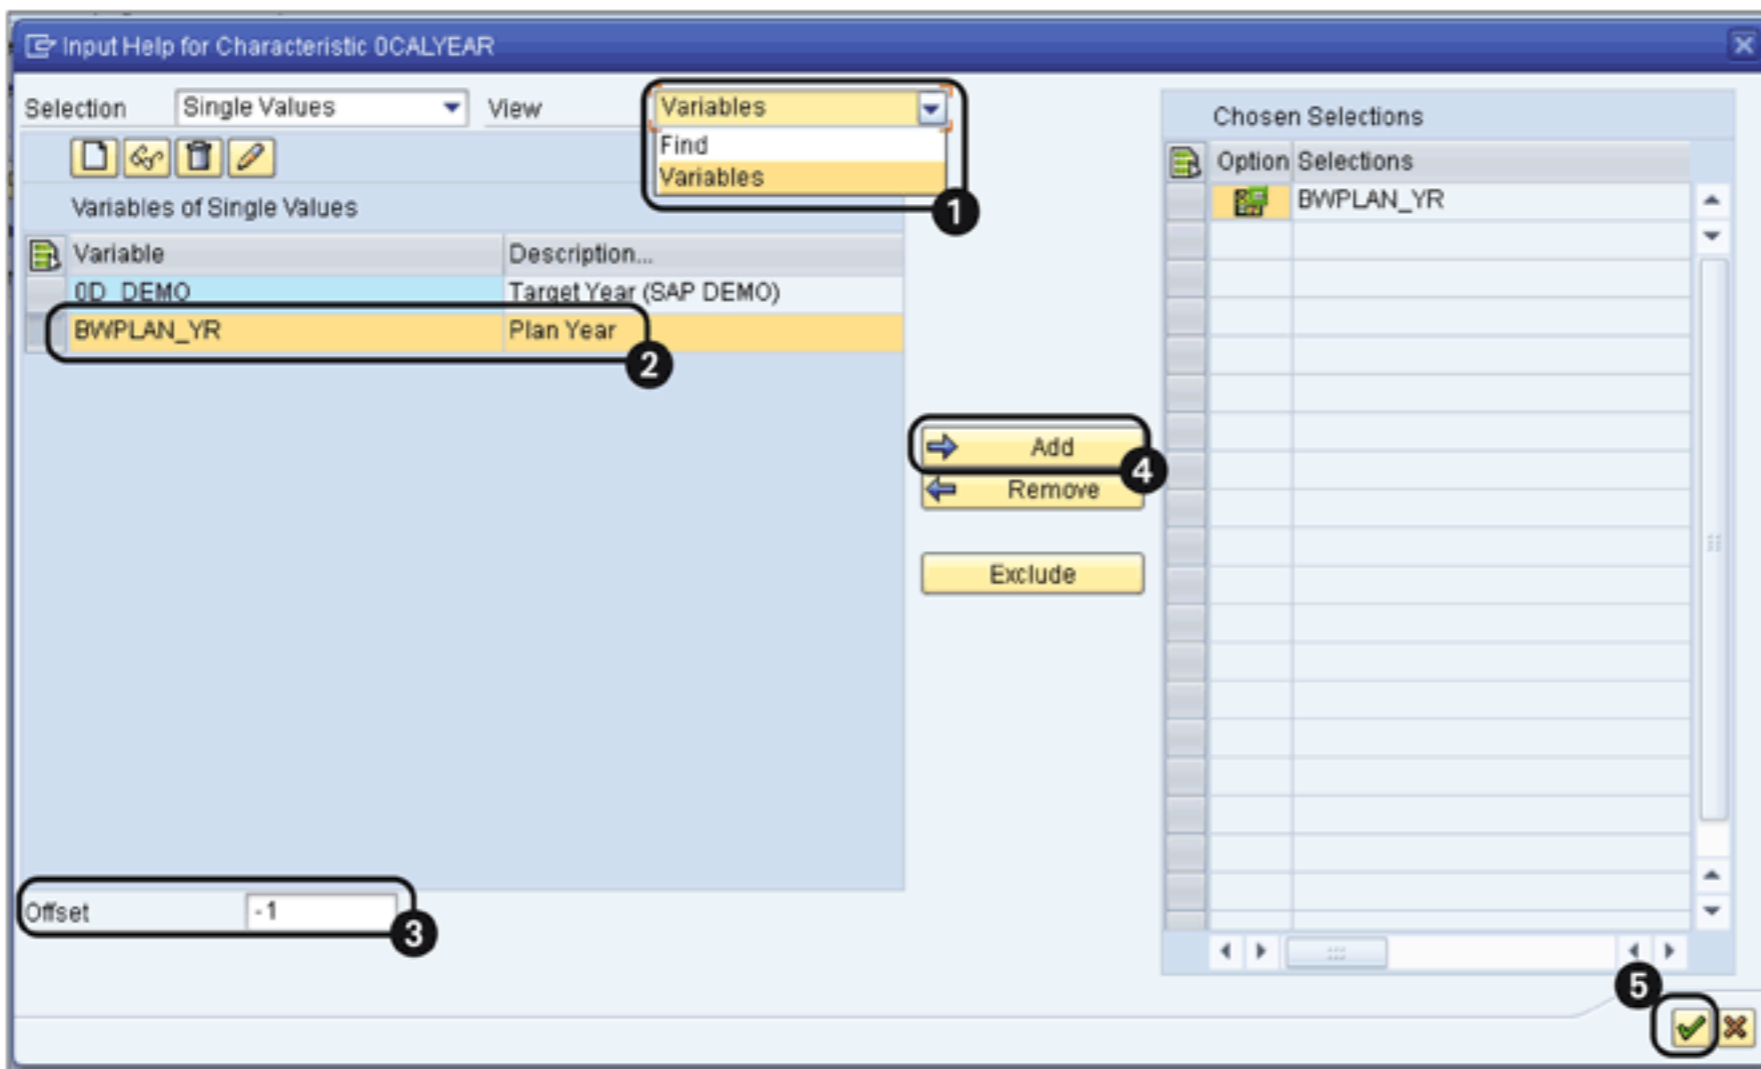 Input Help for Characteristic 0CALYEAR
Selection Single Values View Variables
Find
Variables
1
Variables of Single Values
Variable Description...
0D_DEMO Target Year (SAP DEMO)
BWPLAN_YR Plan Year
2
Offset -1
3
Add
4
Remove
Exclude
Chosen Selections
Option Selections
BWPLAN_YR
5